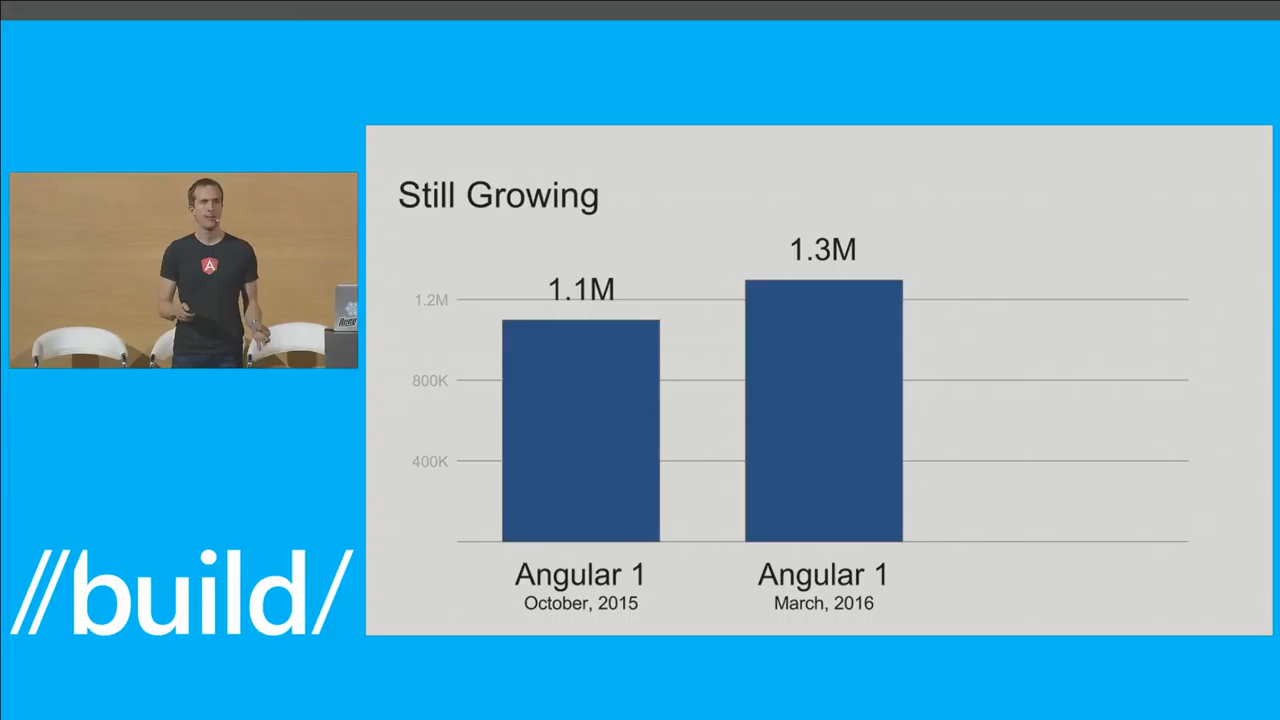 Still Growing
1.1M
1.3M
1.2M
800K
400K
Angular 1
October, 2015
Angular 1
March, 2016
A
//build/